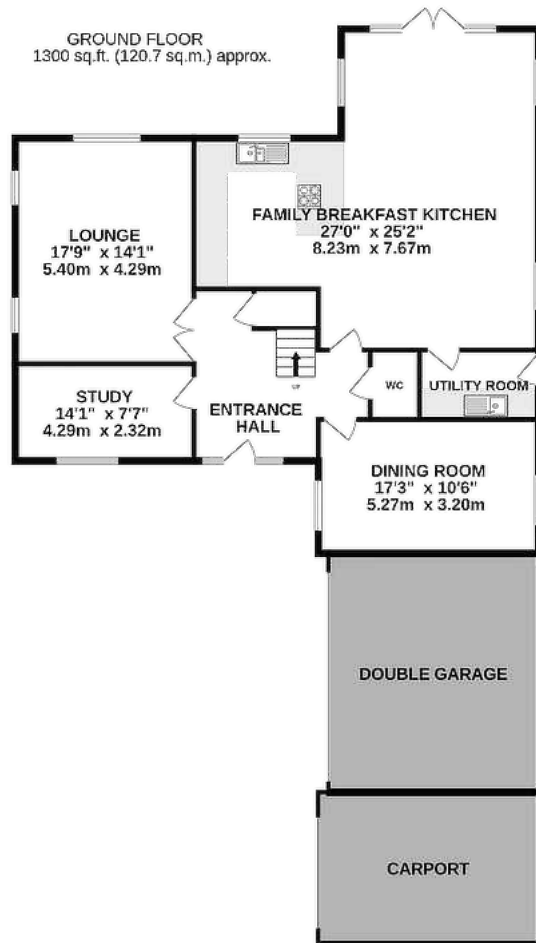 GROUND FLOOR
1300 sq.ft. (120.7 sq.m.) approx.
LOUNGE
17'9" x 14'1"
5.40m x 4.29m
FAMILY BREAKFAST KITCHEN
27'0" x 25'2"
8.23m x 7.67m
STUDY
14'1" x 7'7"
4.29m x 2.32m
UP
ENTRANCE
HALL
WC
UTILITY ROOM
DINING ROOM
17'3" x 10'6"
5.27m x 3.20m
DOUBLE GARAGE
CARPORT